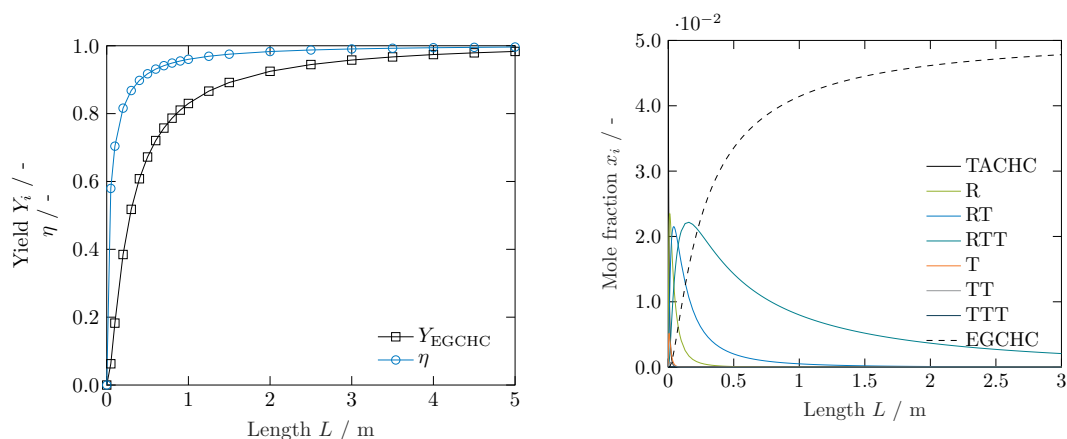 1.0
0.8
0.6
0.4
0.2
0.0
Yield Y_i / -
η / -
Y_EGCHC
η
0 1 2 3 4 5
Length L / m
·10⁻²
5.0
4.0
3.0
2.0
1.0
0.0
Mole fraction x_i / -
TACHC
R
RT
RTT
T
TT
TTT
EGCHC
0 0.5 1 1.5 2 2.5 3
Length L / m